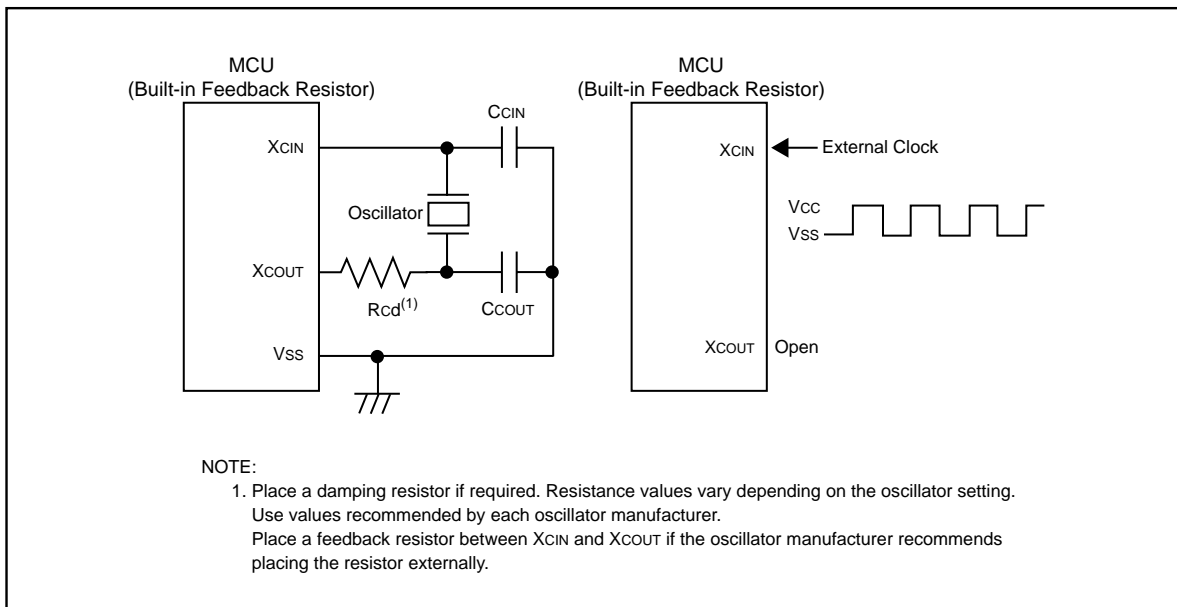 MCU
(Built-in Feedback Resistor)
XCIN
CCIN
Oscillator
XCOUT
RCd(1)
CCOUT
VSS
MCU
(Built-in Feedback Resistor)
XCIN
External Clock
VCC
VSS
XCOUT
Open
NOTE:
1. Place a damping resistor if required. Resistance values vary depending on the oscillator setting.
Use values recommended by each oscillator manufacturer.
Place a feedback resistor between XCIN and XCOUT if the oscillator manufacturer recommends
placing the resistor externally.